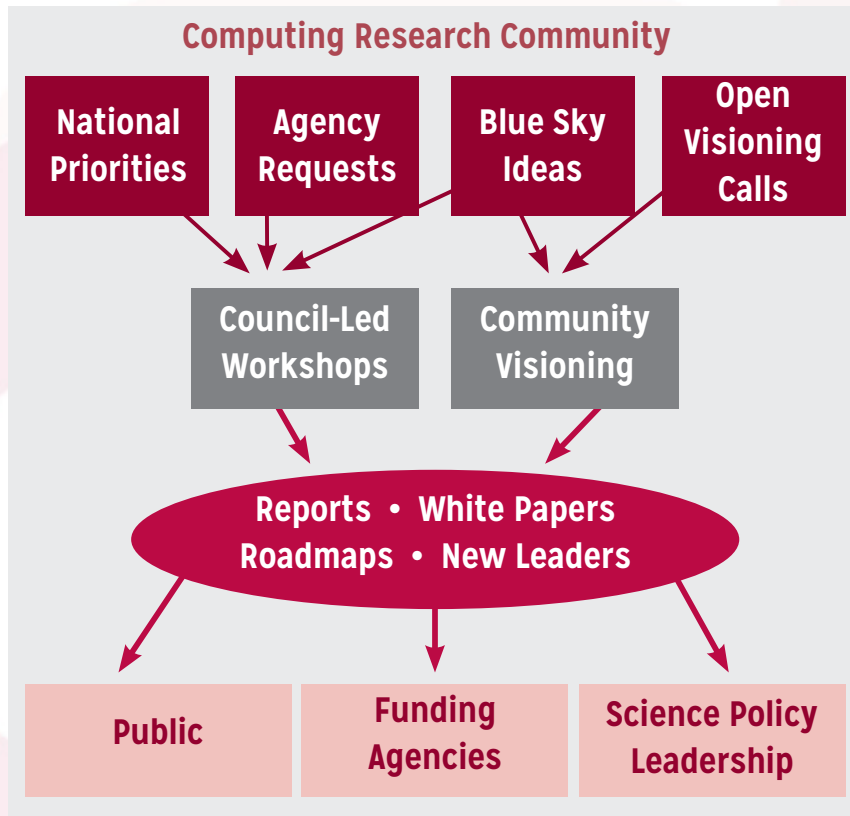 Computing Research Community
National
Priorities
Agency
Requests
Blue Sky
Ideas
Open
Visioning
Calls
Council-Led
Workshops
Community
Visioning
Reports • White Papers
Roadmaps • New Leaders
Public
Funding
Agencies
Science Policy
Leadership